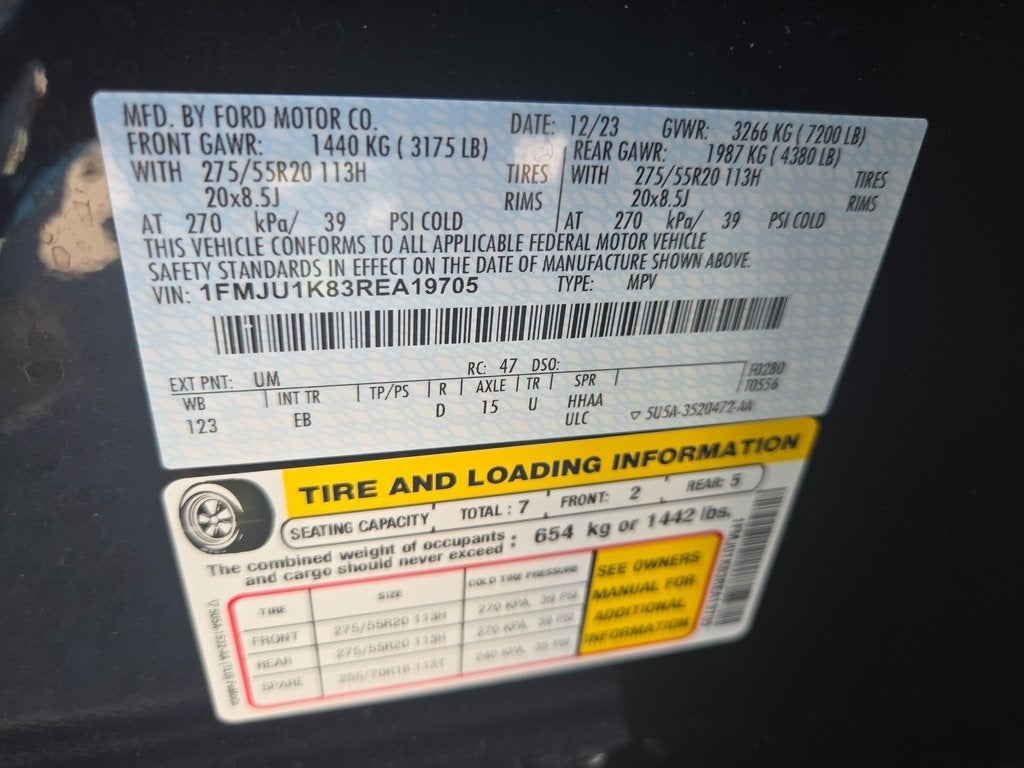 MFD. BY FORD MOTOR CO. DATE: 12/23 GVWR: 3266 KG ( 7200 LB)
FRONT GAWR: 1440 KG ( 3175 LB) REAR GAWR: 1987 KG ( 4380 LB)
WITH 275/55R20 113H TIRES WITH 275/55R20 113H TIRES
20x8.5J RIMS 20x8.5J RIMS
AT 270 kPa/ 39 PSI COLD AT 270 kPa/ 39 PSI COLD
THIS VEHICLE CONFORMS TO ALL APPLICABLE FEDERAL MOTOR VEHICLE
SAFETY STANDARDS IN EFFECT ON THE DATE OF MANUFACTURE SHOWN ABOVE.
VIN: 1FMJU1K83REA19705 TYPE: MPV
EXT PNT: UM RC: 47 DSO: F0280
WB INT TR TP/PS R AXLE TR SPR T0556
123 EB D 15 U HHAA
ULC ▽ 5U5A-3520472-AA
TIRE AND LOADING INFORMATION
SEATING CAPACITY TOTAL : 7 FRONT: 2 REAR: 5
The combined weight of occupants and cargo should never exceed : 654 kg or 1442 lbs.
TIRE SIZE COLD TIRE PRESSURE
FRONT 275/55R20 113H 270 KPA, 39 PSI
REAR 275/55R20 113H 270 KPA, 39 PSI
SPARE 255/70R18 113T 240 KPA, 35 PSI
SEE OWNERS
MANUAL FOR
ADDITIONAL
INFORMATION